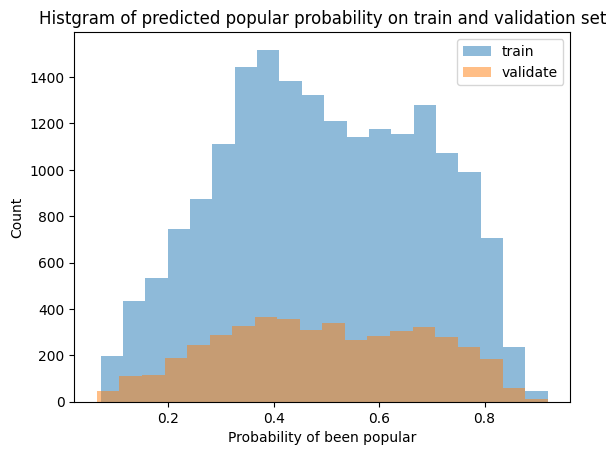 Histgram of predicted popular probability on train and validation set
train
validate
Count
1400
1200
1000
800
600
400
200
0
0.2 0.4 0.6 0.8
Probability of been popular